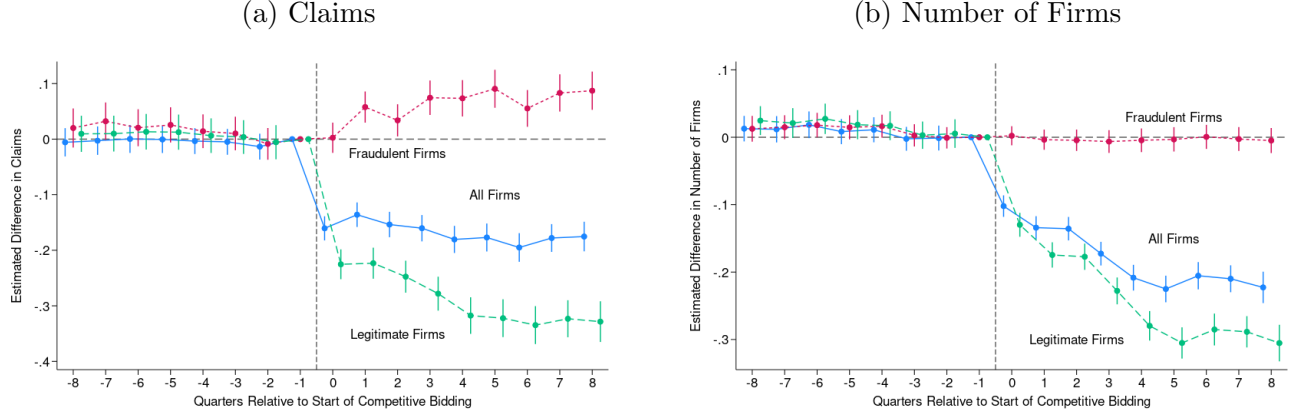 (a) Claims
Estimated Difference in Claims
.1
0
-.1
-.2
-.3
-.4
Fraudulent Firms
All Firms
Legitimate Firms
-8 -7 -6 -5 -4 -3 -2 -1 0 1 2 3 4 5 6 7 8
Quarters Relative to Start of Competitive Bidding
(b) Number of Firms
Estimated Difference in Number of Firms
.1
0
-.1
-.2
-.3
Fraudulent Firms
All Firms
Legitimate Firms
-8 -7 -6 -5 -4 -3 -2 -1 0 1 2 3 4 5 6 7 8
Quarters Relative to Start of Competitive Bidding